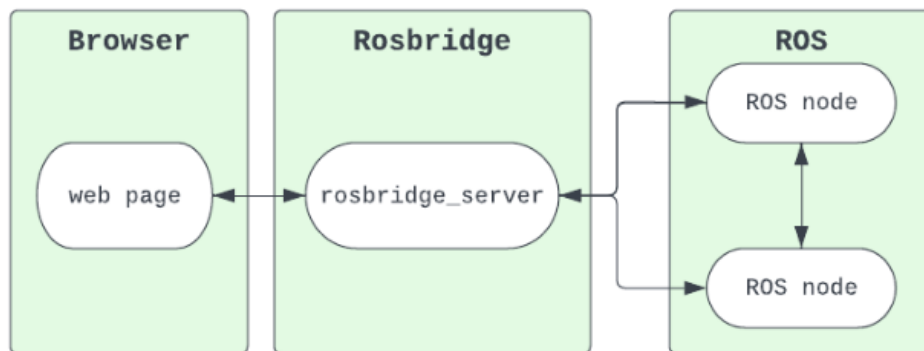 Browser
Rosbridge
ROS
ROS node
web page
rosbridge_server
ROS node